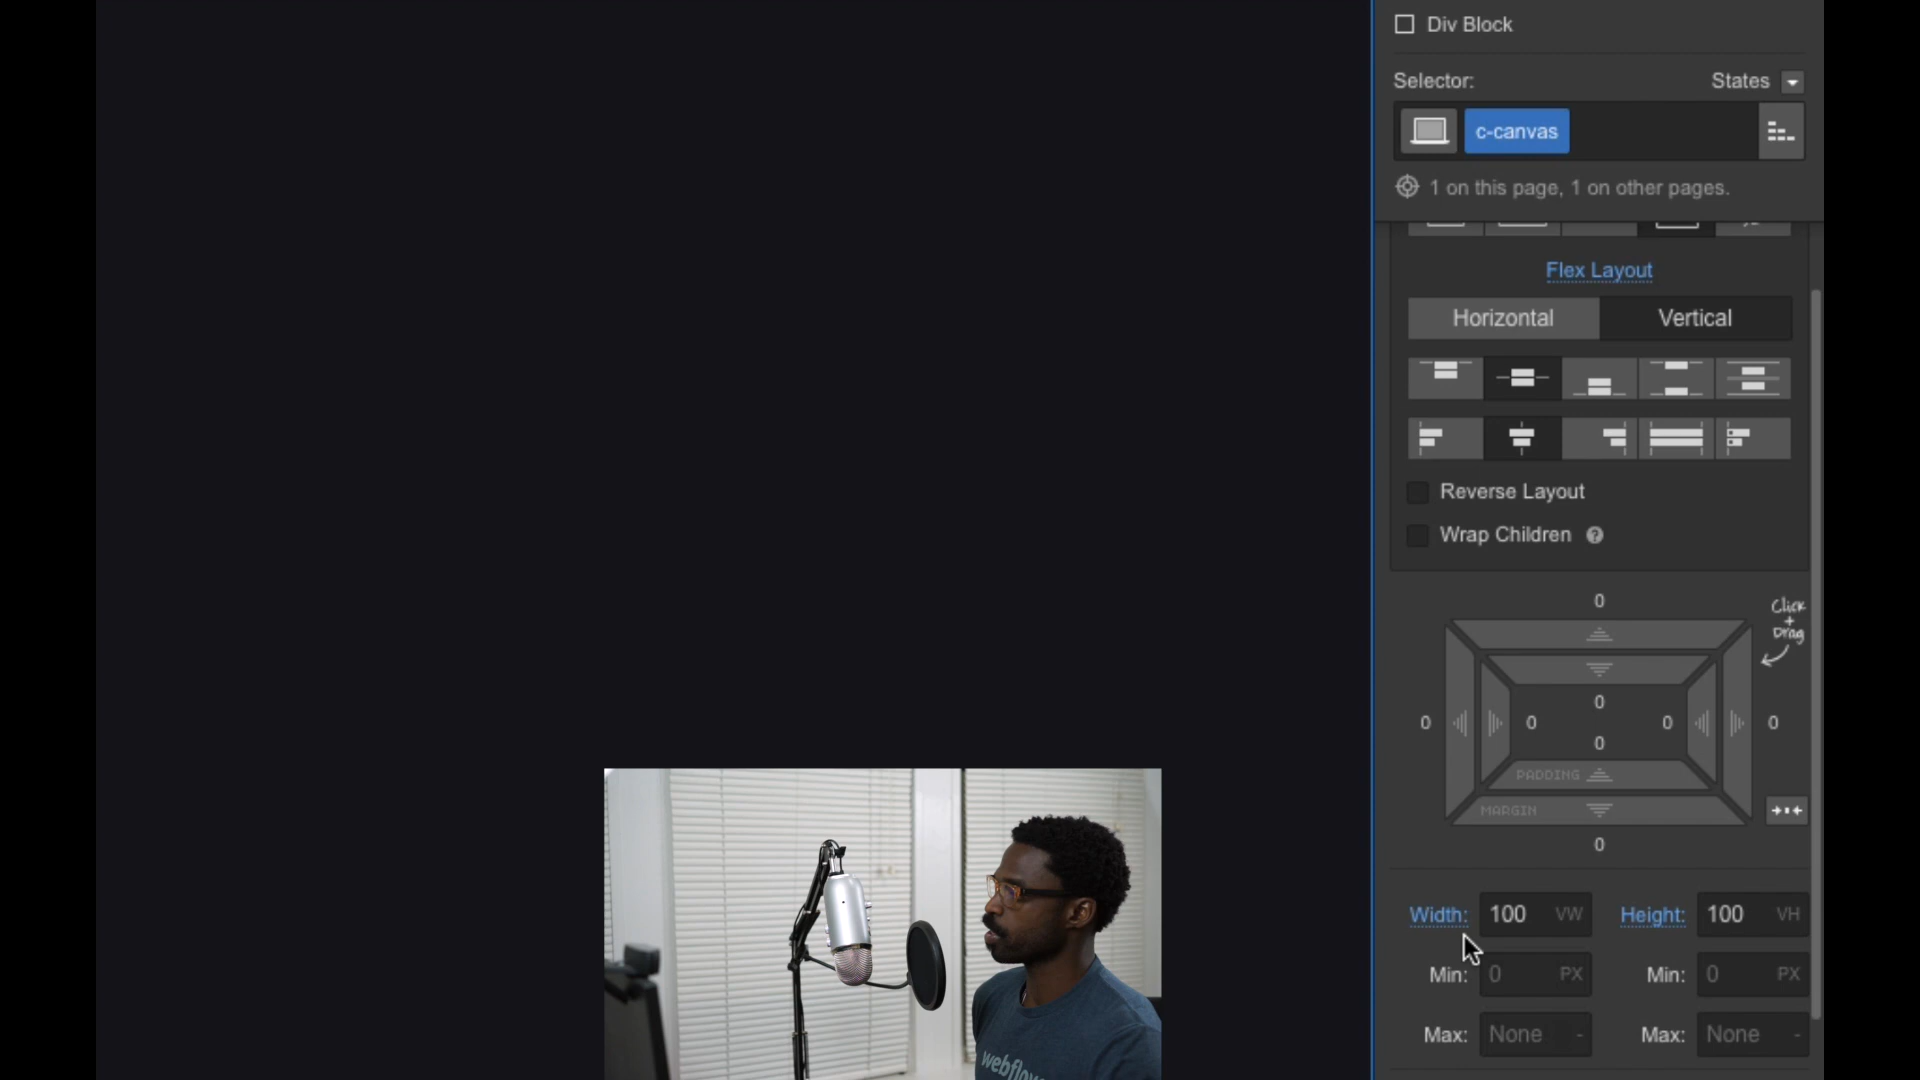 Div Block
Selector:
States
c-canvas
1 on this page, 1 on other pages.
Flex Layout
Horizontal
Vertical
Reverse Layout
Wrap Children ?
0
Click
+
Drag
0
0 0 0 0
0
PADDING
MARGIN
0
Width: 100 VW Height: 100 VH
Min: 0 PX Min: 0 PX
Max: None - Max: None -
webflow